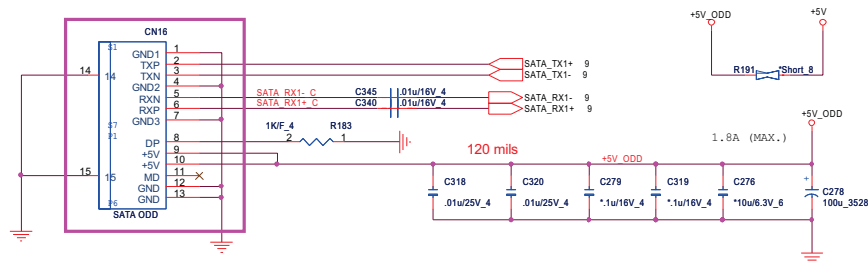 CN16
+5V_ODD
+5V
R191
*Short_8
S1
GND1 1
TXP 2
SATA_TX1+ 9
14
14
TXN 3
SATA_TX1- 9
GND2 4
RXN 5
SATA_RX1-_C
C345
.01u/16V_4
SATA_RX1- 9
RXP 6
SATA_RX1+_C
C340
.01u/16V_4
SATA_RX1+ 9
GND3 7
S7
P1
DP 8
1K/F_4
2
R183
1
+5V 9
+5V 10
120 mils
+5V_ODD
1.8A (MAX.)
+5V_ODD
15
15
MD 11
GND 12
GND 13
P6
SATA ODD
C318
.01u/25V_4
C320
.01u/25V_4
C279
*.1u/16V_4
C319
*.1u/16V_4
C276
*10u/6.3V_6
+
C278
100u_3528